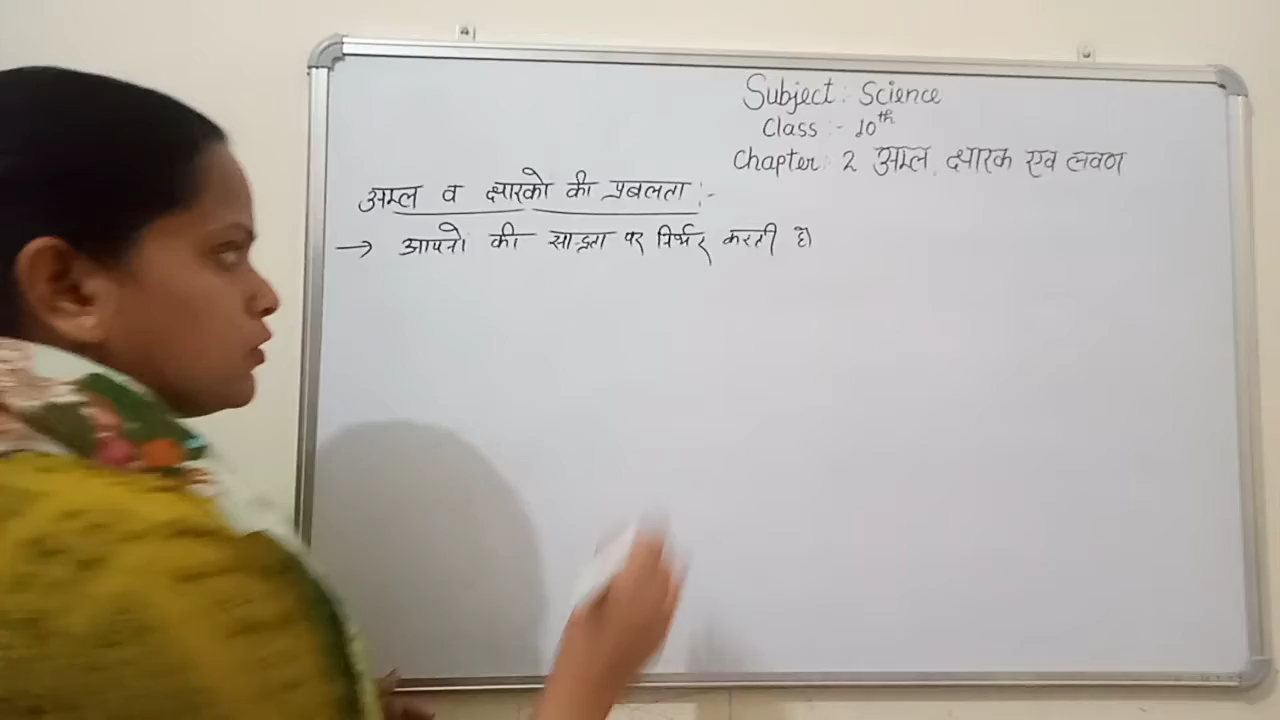 Subject: Science
Class :- 10th
Chapter: 2 अम्ल, क्षारक एव लवण
अम्ल व क्षारको की प्रबलता :-
→ आयनो की सान्द्रता पर निर्भर करती है।